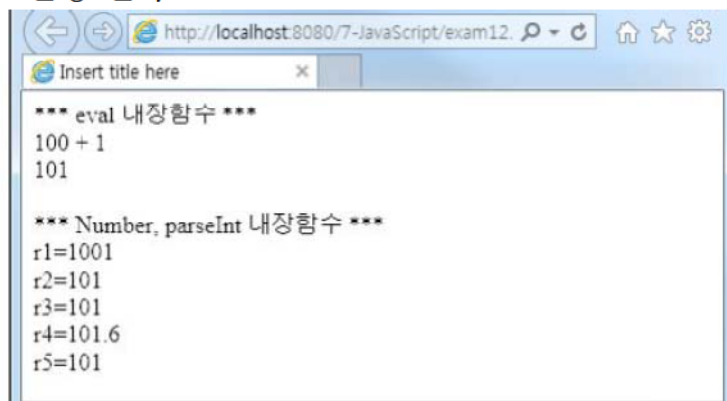 http://localhost:8080/7-JavaScript/exam12.
Insert title here
*** eval 내장함수 ***
100 + 1
101
*** Number, parseInt 내장함수 ***
r1=1001
r2=101
r3=101
r4=101.6
r5=101